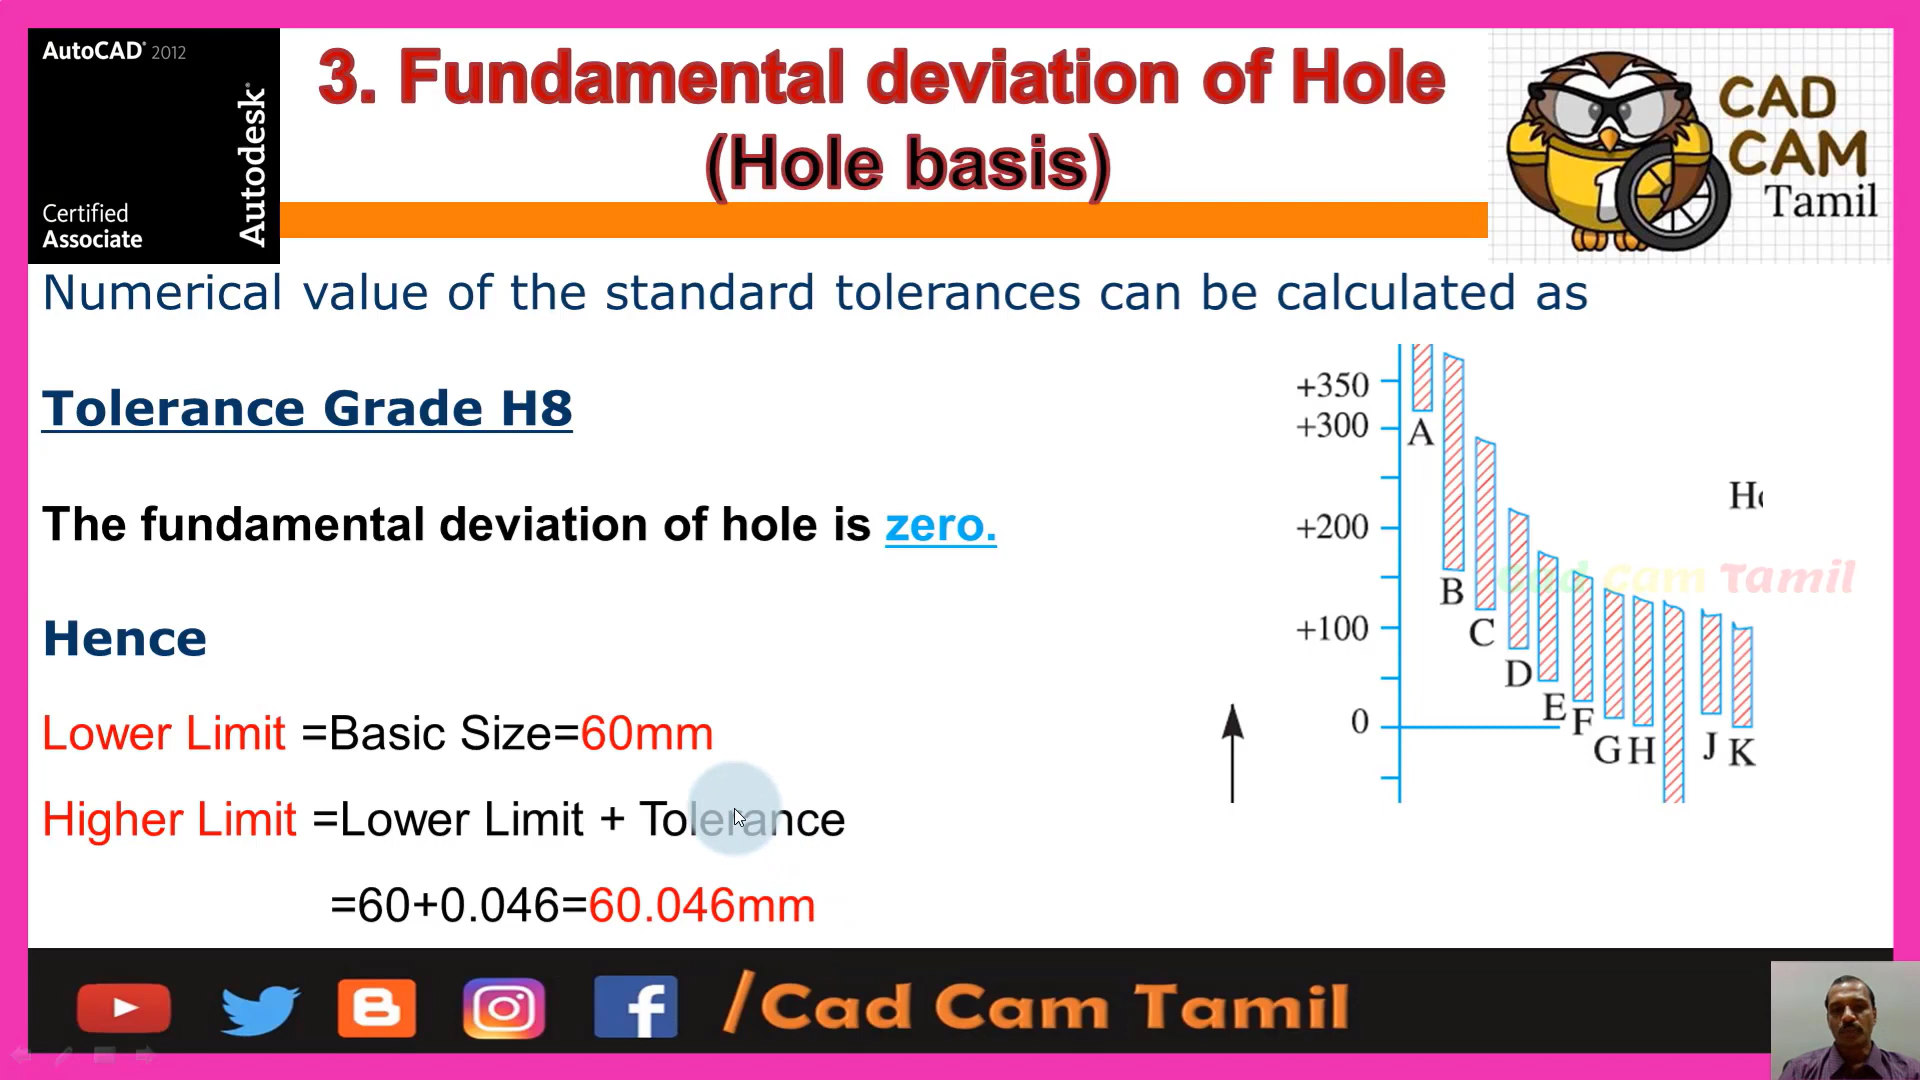 AutoCAD® 2012
Autodesk®
Certified
Associate
3. Fundamental deviation of Hole
(Hole basis)
CAD
CAM
Tamil
1
Numerical value of the standard tolerances can be calculated as
Tolerance Grade H8
The fundamental deviation of hole is zero.
Hence
Lower Limit =Basic Size=60mm
Higher Limit =Lower Limit + Tolerance
=60+0.046=60.046mm
+350
+300
+200
+100
0
A
B
C
D
E
F
G
H
J
K
Cad Cam Tamil
/Cad Cam Tamil